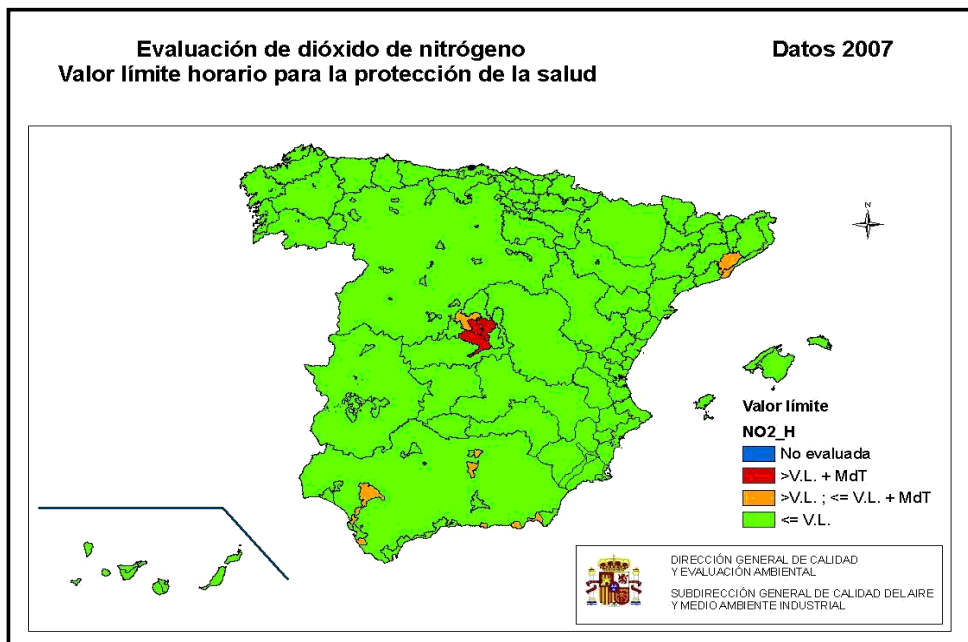 Evaluación de dióxido de nitrógeno
Valor límite horario para la protección de la salud
Datos 2007
N
Valor límite
NO2_H
No evaluada
>V.L. + MdT
>V.L. ; <= V.L. + MdT
<= V.L.
DIRECCIÓN GENERAL DE CALIDAD
Y EVALUACIÓN AMBIENTAL
SUBDIRECCIÓN GENERAL DE CALIDAD DEL AIRE
Y MEDIO AMBIENTE INDUSTRIAL